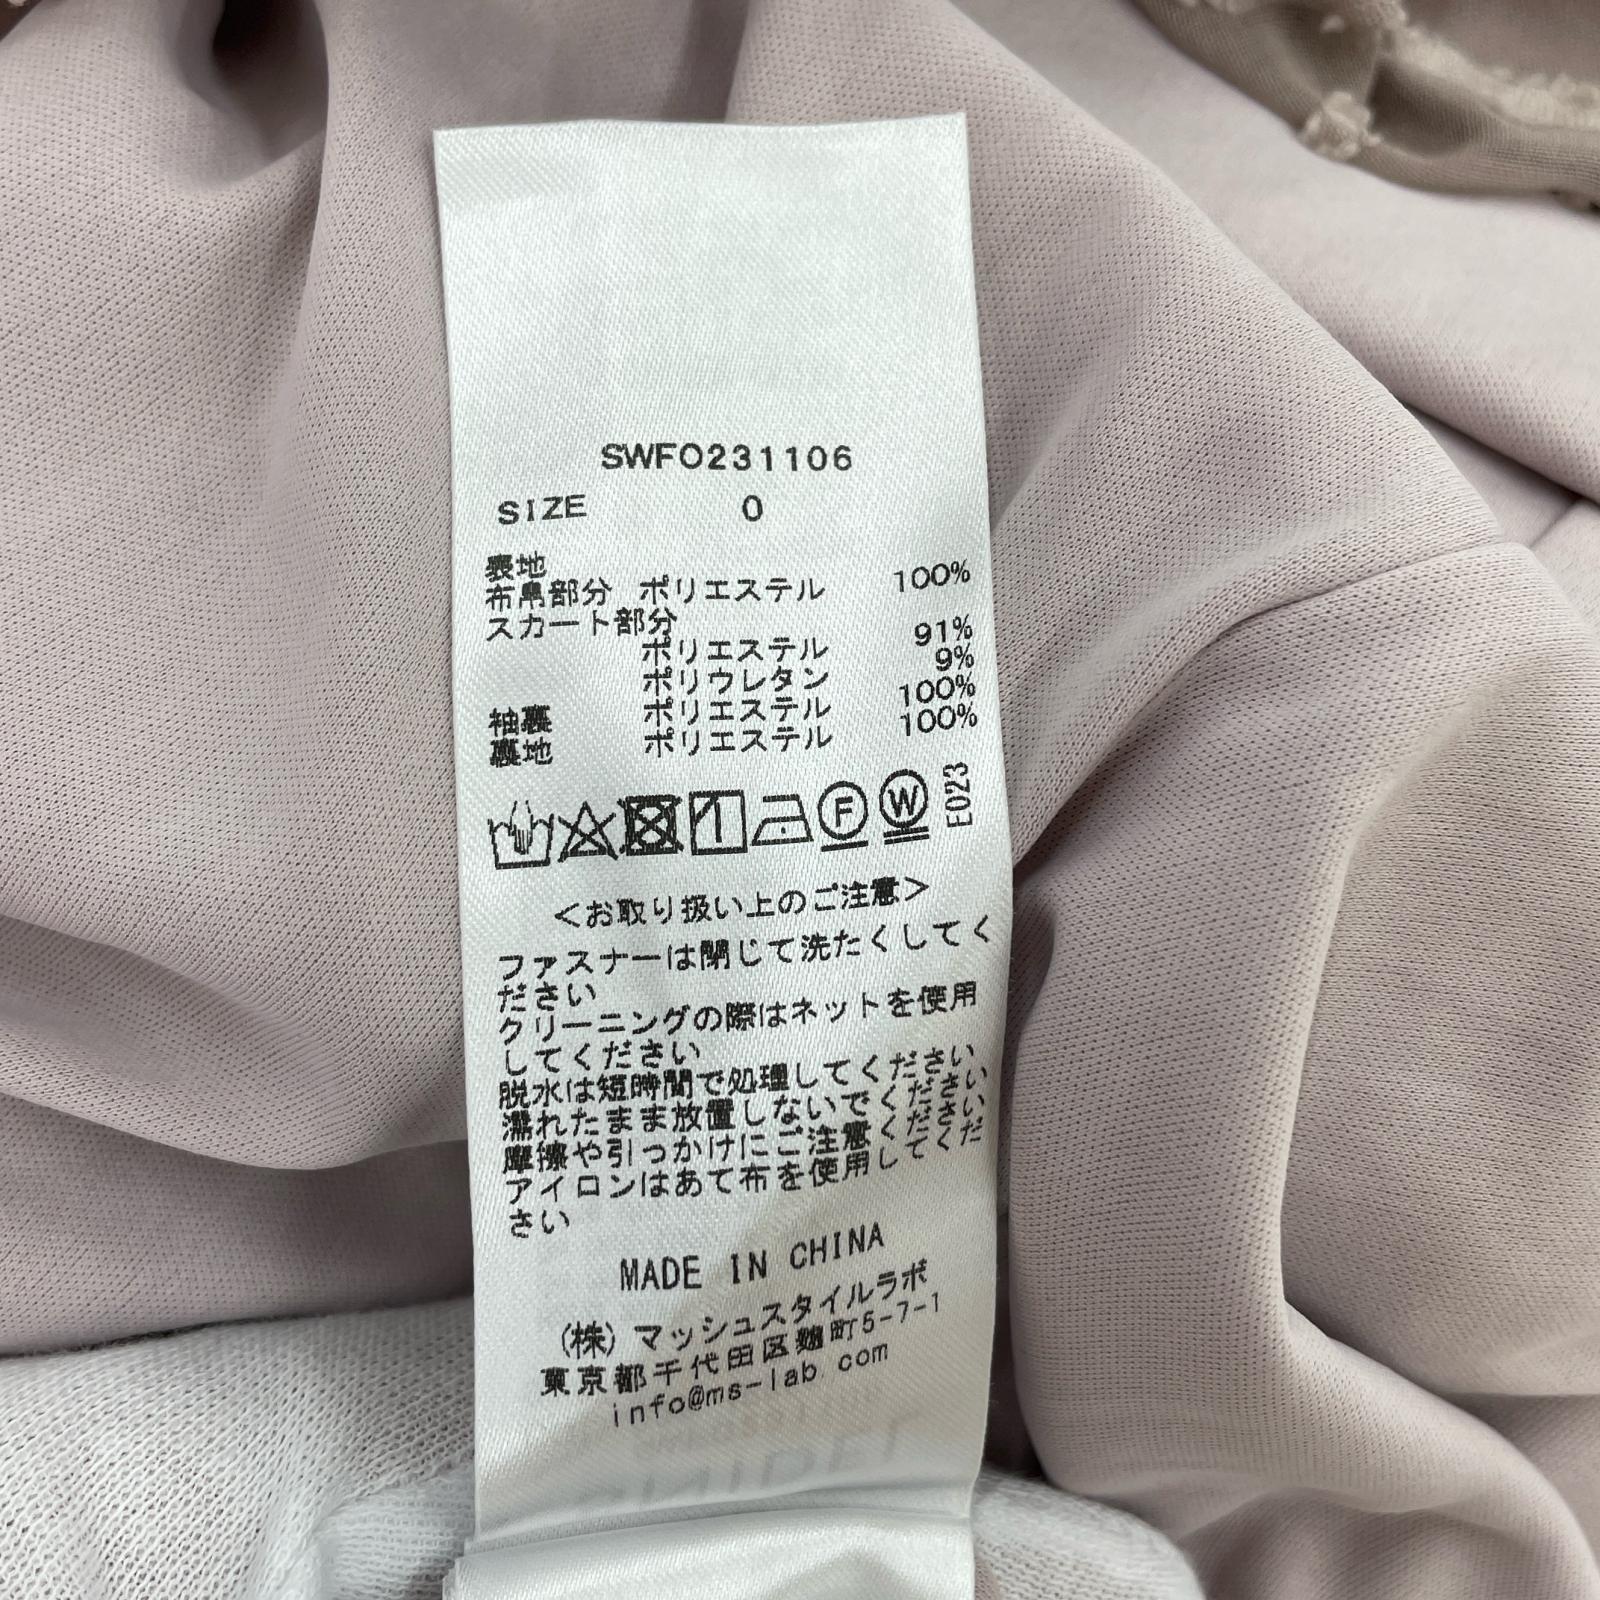 SWFO231106
SIZE 0
表地
布帛部分 ポリエステル 100%
スカート部分
ポリエステル 91%
ポリウレタン 9%
袖裏 ポリエステル 100%
裏地 ポリエステル 100%
F W E023
＜お取り扱い上のご注意＞
ファスナーは閉じて洗たくしてく
ださい
クリーニングの際はネットを使用
してください
脱水は短時間で処理してください
濡れたまま放置しないでください
摩擦や引っかけにご注意ください
アイロンはあて布を使用してくだ
さい
MADE IN CHINA
(株)マッシュスタイルラボ
東京都千代田区麹町5-7-1
info@ms-lab.com